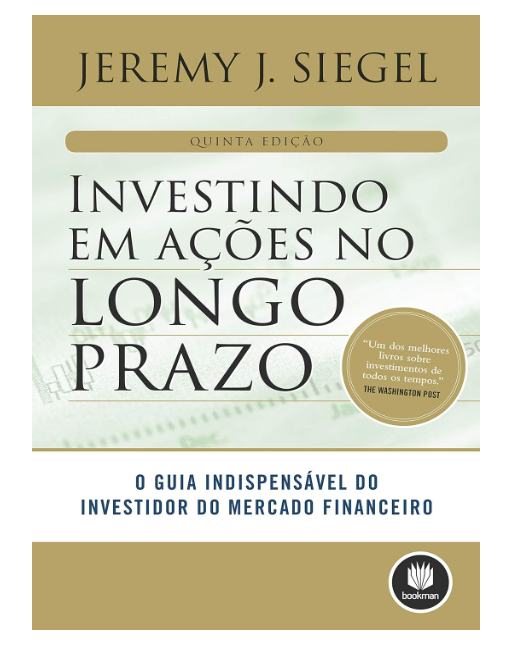 JEREMY J. SIEGEL
QUINTA EDIÇÃO
INVESTINDO
EM AÇÕES NO
LONGO
PRAZO
"Um dos melhores
livros sobre
investimentos de
todos os tempos."
THE WASHINGTON POST
O GUIA INDISPENSÁVEL DO
INVESTIDOR DO MERCADO FINANCEIRO
bookman